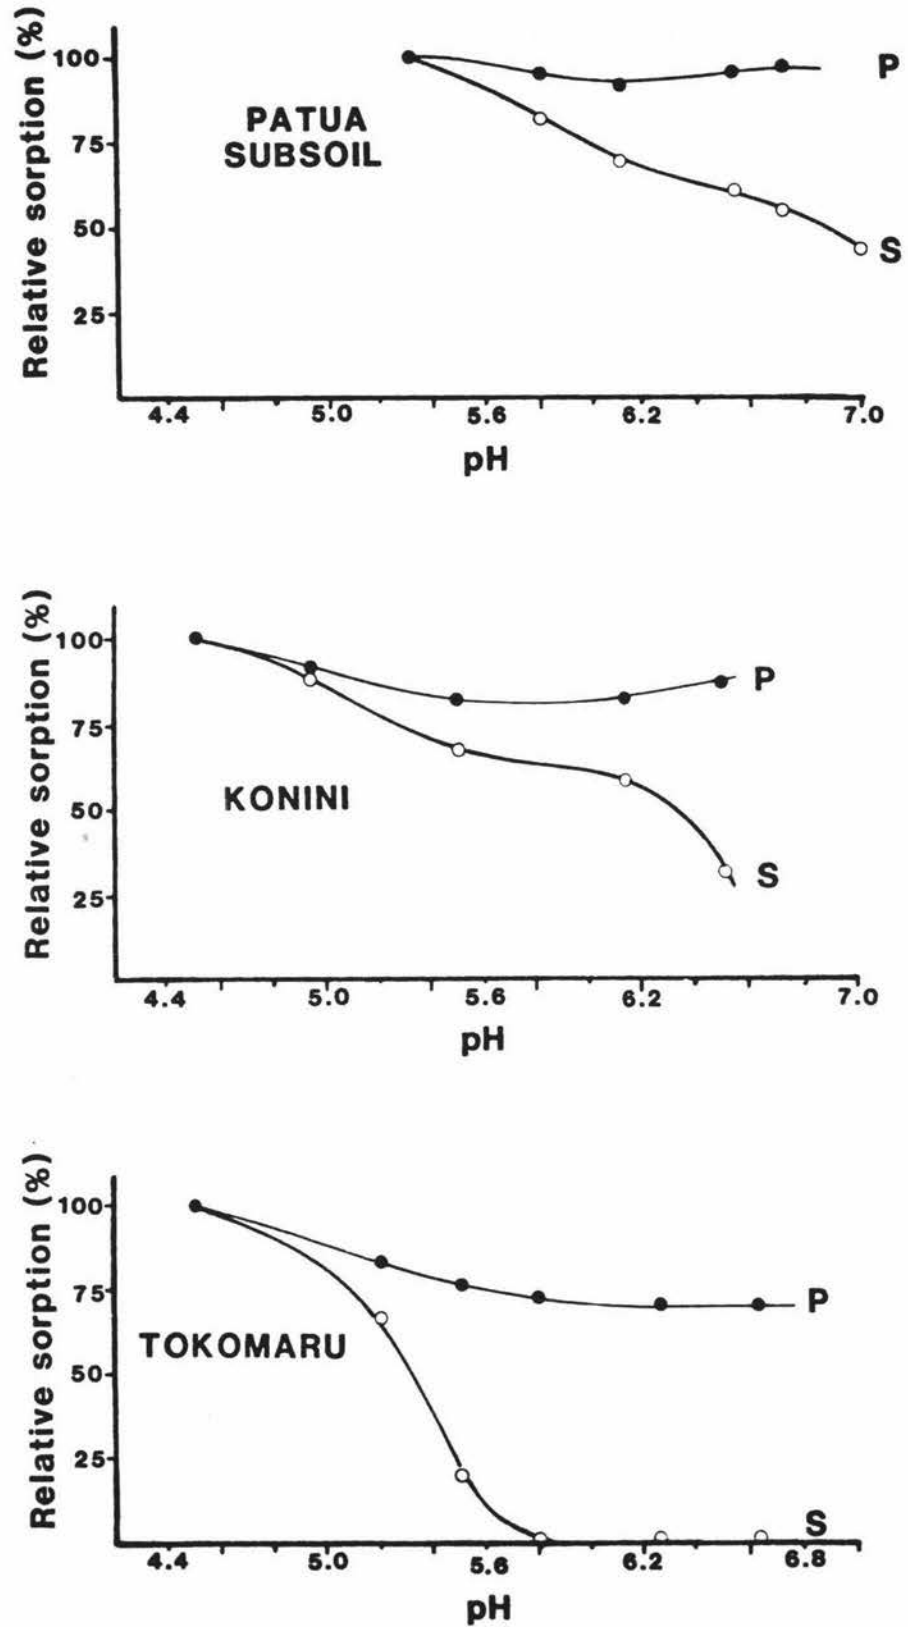 Relative sorption (%)
100
75
50
25
PATUA
SUBSOIL
P
S
4.4 5.0 5.6 6.2 7.0
pH
Relative sorption (%)
100
75
50
25
KONINI
P
S
4.4 5.0 5.6 6.2 7.0
pH
Relative sorption (%)
100
75
50
25
TOKOMARU
P
S
4.4 5.0 5.6 6.2 6.8
pH